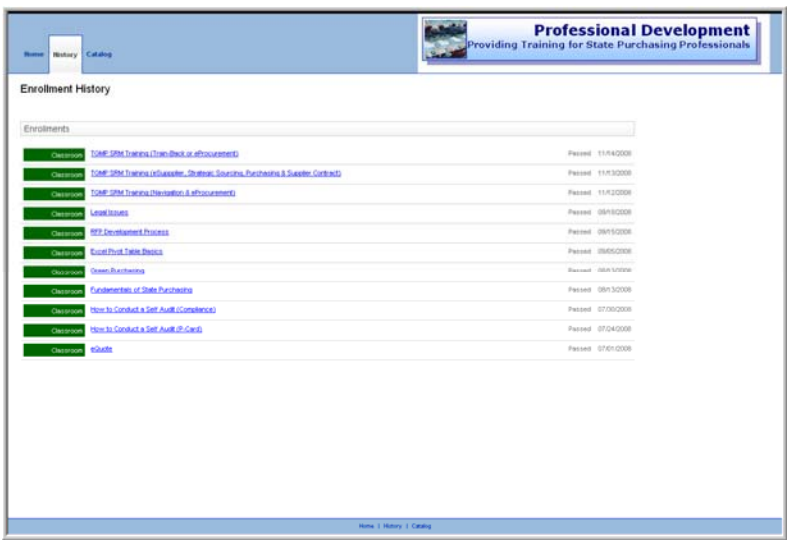 Professional Development
Providing Training for State Purchasing Professionals
Home History Catalog
Enrollment History
Enrollments
Classroom TGMP SRM Training (Train-Back or eProcurement) Passed 11/14/2008
Classroom TGMP SRM Training (eSupplier, Strategic Sourcing, Purchasing & Supplier Contract) Passed 11/13/2008
Classroom TGMP SRM Training (Navigation & eProcurement) Passed 11/12/2008
Classroom Legal Issues Passed
Classroom RFP Development Process Passed 09/15/2008
Classroom Excel Pivot Table Basics Passed 09/05/2008
Classroom Green Purchasing Passed
Classroom Fundamentals of State Purchasing Passed 08/13/2008
Classroom How to Conduct a Self Audit (Compliance) Passed 07/30/2008
Classroom How to Conduct a Self Audit (P-Card) Passed 07/24/2008
Classroom eQuote Passed 07/01/2008
Home | History | Catalog